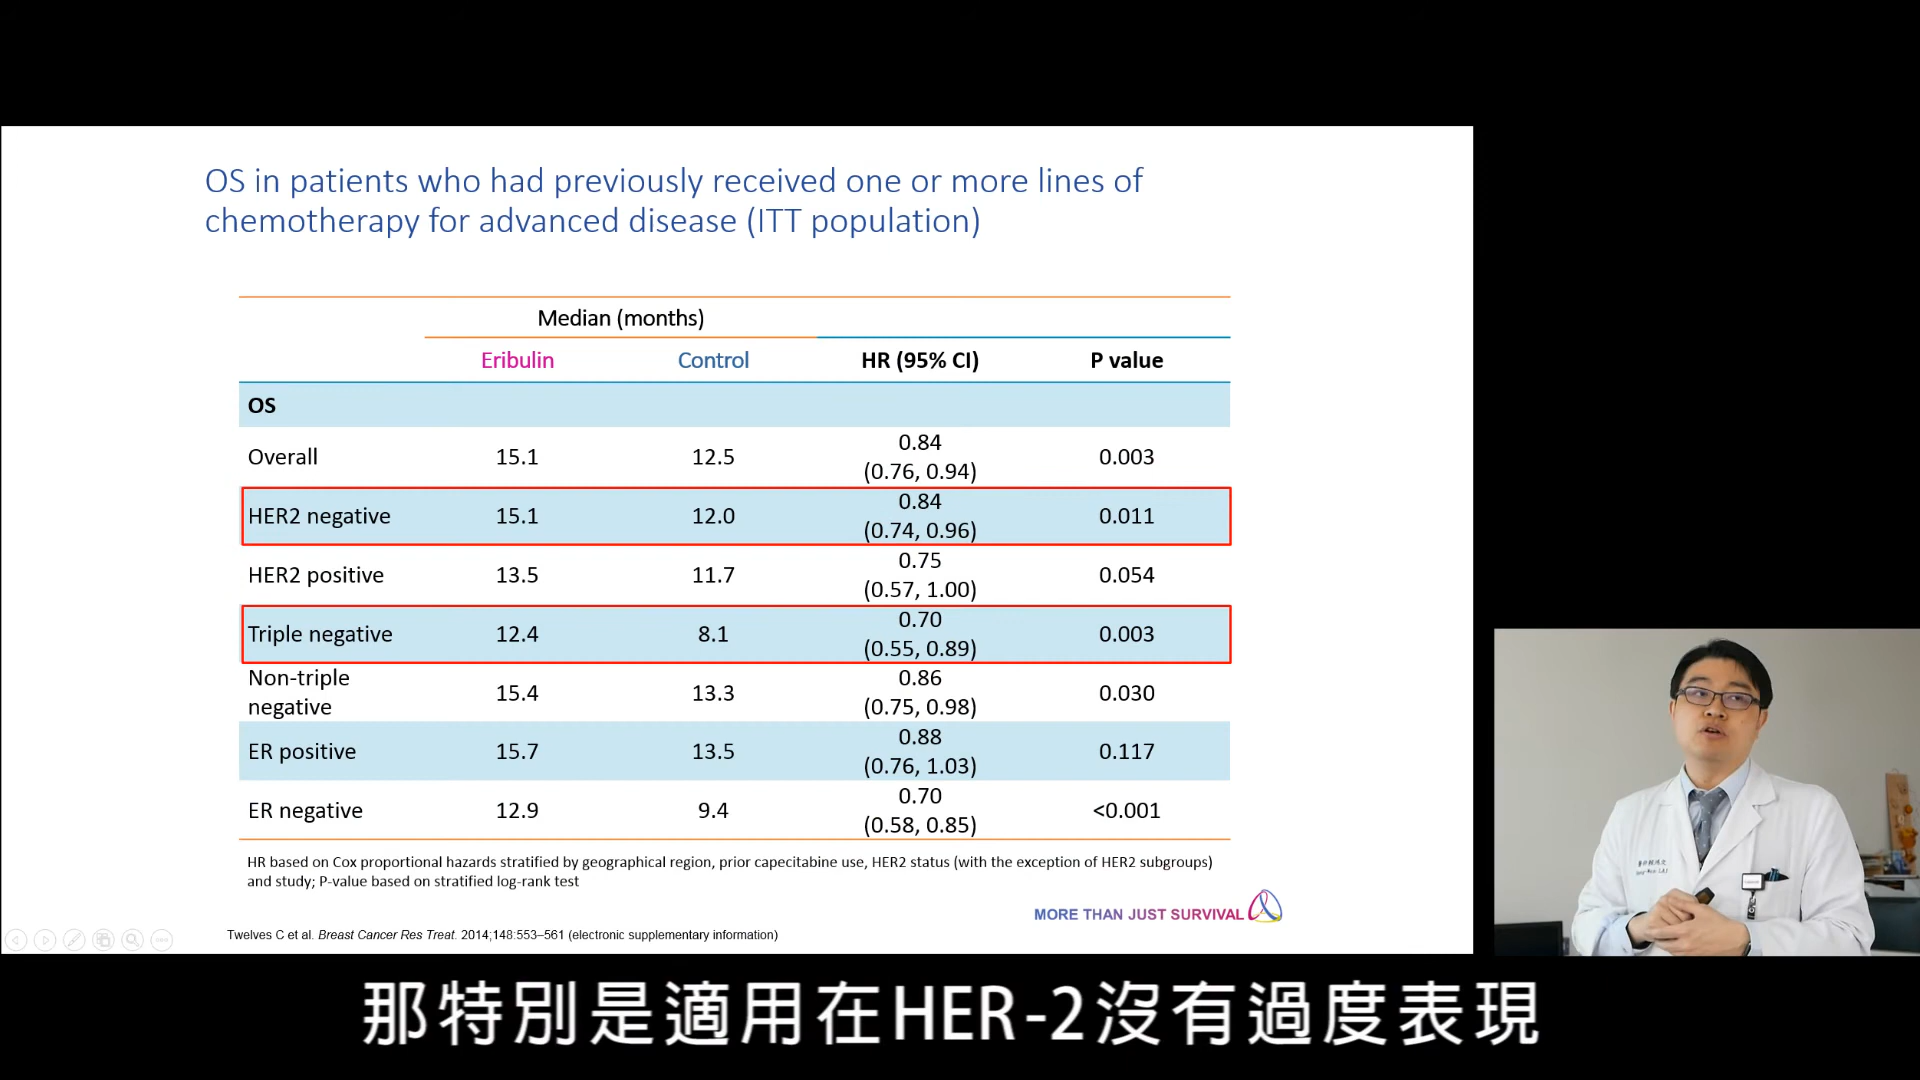 OS in patients who had previously received one or more lines of
chemotherapy for advanced disease (ITT population)
Median (months)
Eribulin Control HR (95% CI) P value
OS
Overall 15.1 12.5 0.84 (0.76, 0.94) 0.003
HER2 negative 15.1 12.0 0.84 (0.74, 0.96) 0.011
HER2 positive 13.5 11.7 0.75 (0.57, 1.00) 0.054
Triple negative 12.4 8.1 0.70 (0.55, 0.89) 0.003
Non-triple negative 15.4 13.3 0.86 (0.75, 0.98) 0.030
ER positive 15.7 13.5 0.88 (0.76, 1.03) 0.117
ER negative 12.9 9.4 0.70 (0.58, 0.85) <0.001
HR based on Cox proportional hazards stratified by geographical region, prior capecitabine use, HER2 status (with the exception of HER2 subgroups)
and study; P-value based on stratified log-rank test
MORE THAN JUST SURVIVAL
Twelves C et al. Breast Cancer Res Treat. 2014;148:553–561 (electronic supplementary information)
那特別是適用在HER-2沒有過度表現